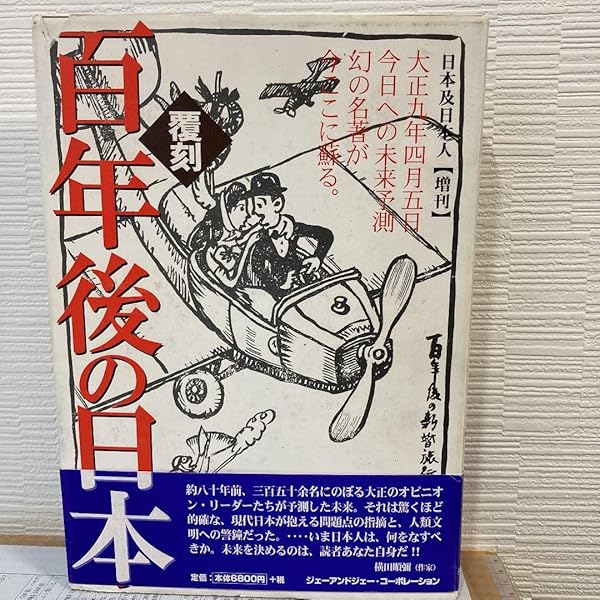 日本及日本人【増刊】
大正九年四月五日
今日への未来予測
幻の名著が
今ここに蘇る。
覆刻
百年後の日本
百年後の新婚旅行
約八十年前、三百五十余名にのぼる大正のオピニオ
ン・リーダーたちが予測した未来。それは驚くほど
的確な、現代日本が抱える問題点の指摘と、人類文
明への警鐘だった。‥‥いま日本人は、何をなすべ
きか。未来を決めるのは、読者あなた自身だ!!
横田順彌（作家）
定価：本体6800円＋税
ジェーアンドジェー・コーポレーション